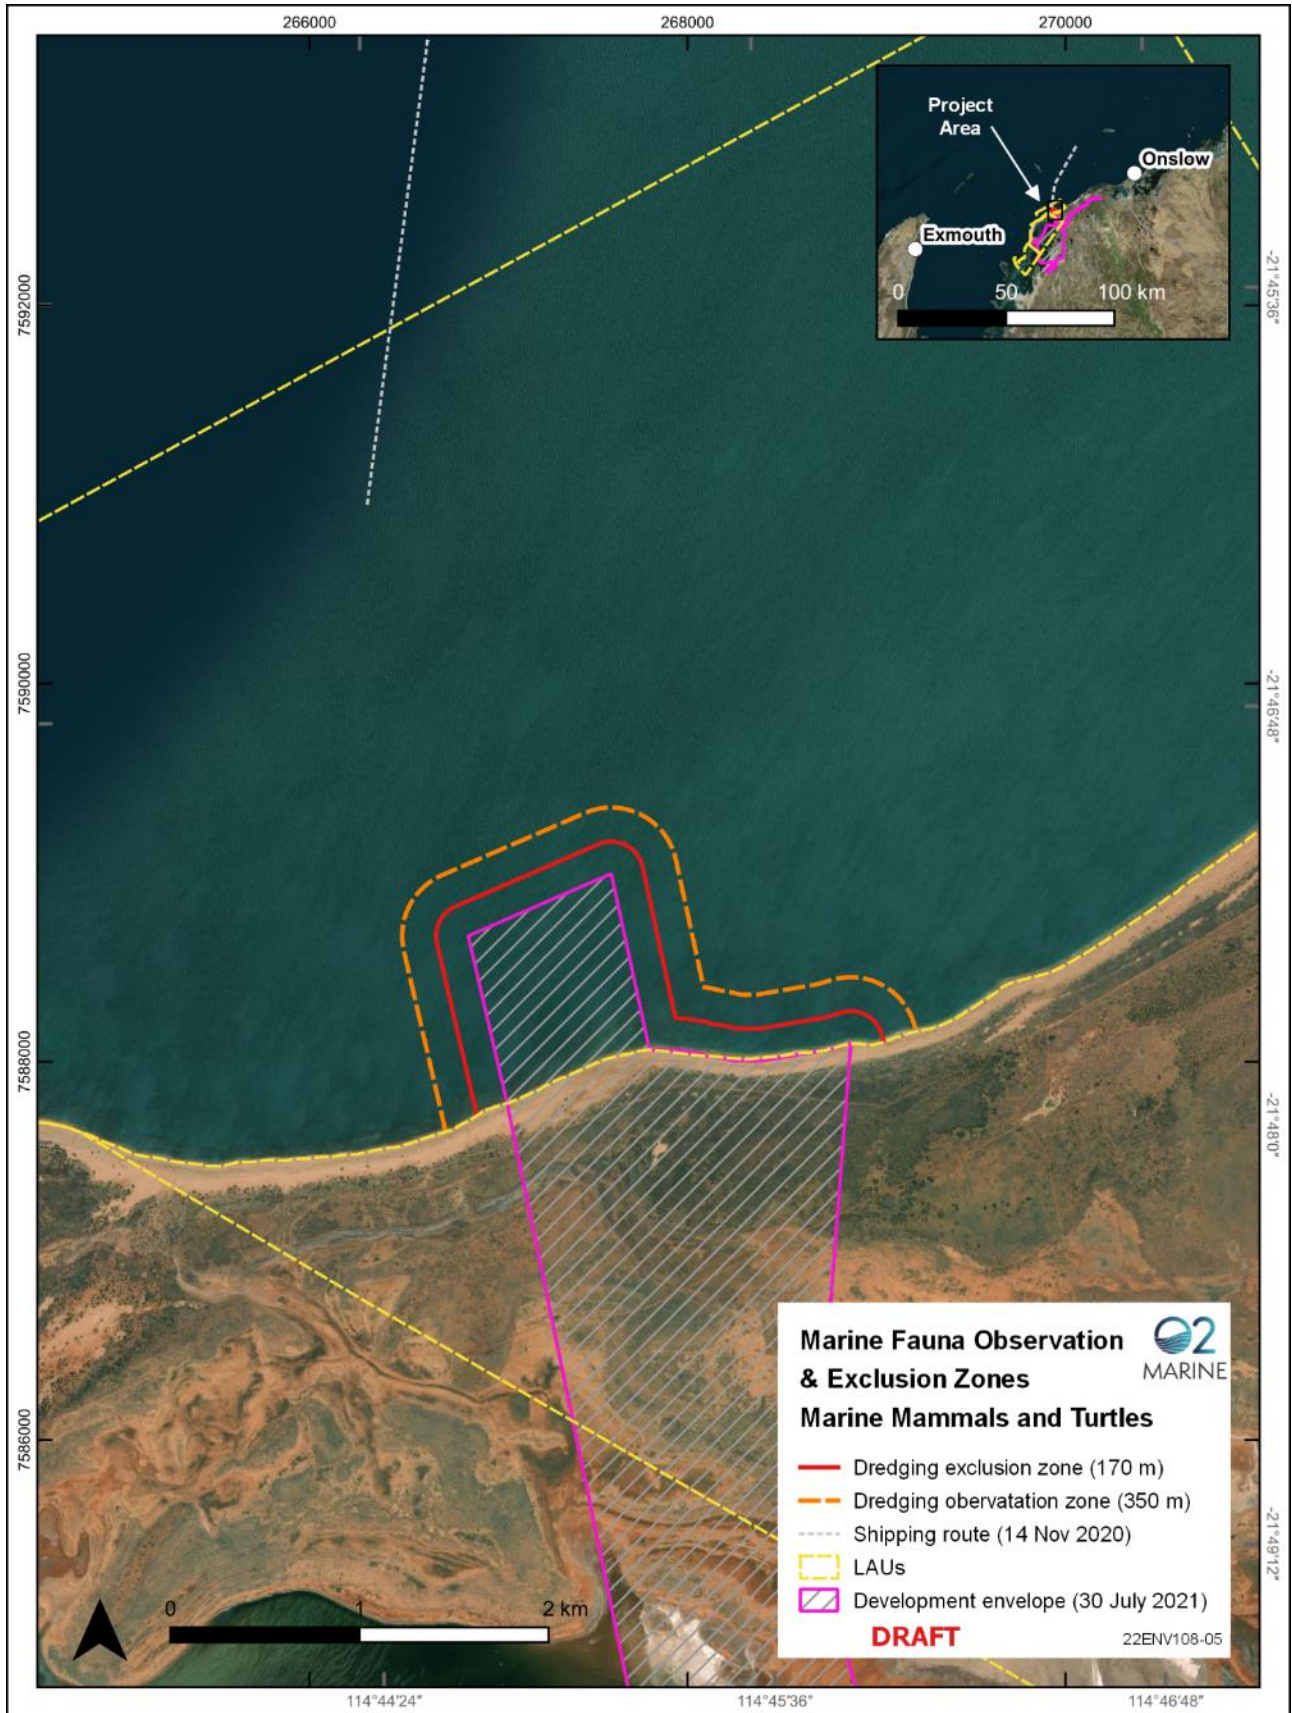 266000
268000
270000
Project
Area
Onslow
Exmouth
0
50
100 km
7592000
7590000
7588000
7586000
-21°45'36"
-21°46'48"
-21°48'0"
-21°49'12"
Marine Fauna Observation
& Exclusion Zones
Marine Mammals and Turtles
O2
MARINE
Dredging exclusion zone (170 m)
Dredging obervatation zone (350 m)
Shipping route (14 Nov 2020)
LAUs
Development envelope (30 July 2021)
DRAFT
22ENV108-05
0
1
2 km
114°44'24"
114°45'36"
114°46'48"